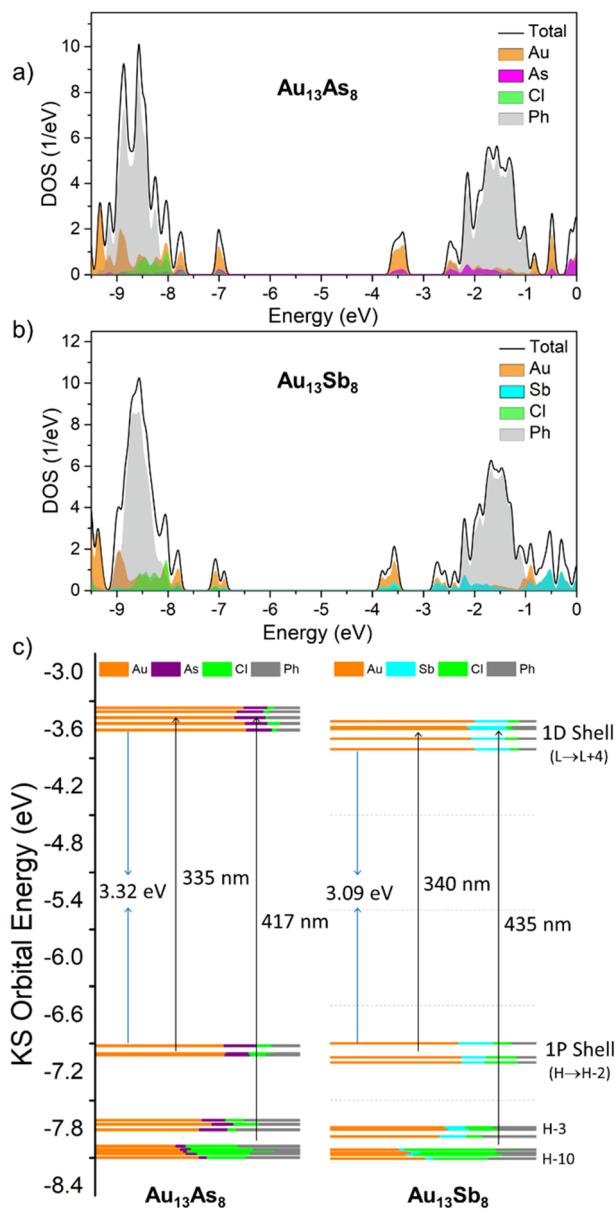 a)
Au13As8
Total
Au
As
Cl
Ph
DOS (1/eV)
10
8
6
4
2
0
-9 -8 -7 -6 -5 -4 -3 -2 -1 0
Energy (eV)
b)
Au13Sb8
Total
Au
Sb
Cl
Ph
DOS (1/eV)
12
10
8
6
4
2
0
-9 -8 -7 -6 -5 -4 -3 -2 -1 0
Energy (eV)
c)
Au As Cl Ph
Au Sb Cl Ph
KS Orbital Energy (eV)
-3.0
-3.6
-4.2
-4.8
-5.4
-6.0
-6.6
-7.2
-7.8
-8.4
1D Shell
(L→L+4)
3.32 eV
335 nm
417 nm
3.09 eV
340 nm
435 nm
1P Shell
(H→H-2)
H-3
H-10
Au13As8
Au13Sb8